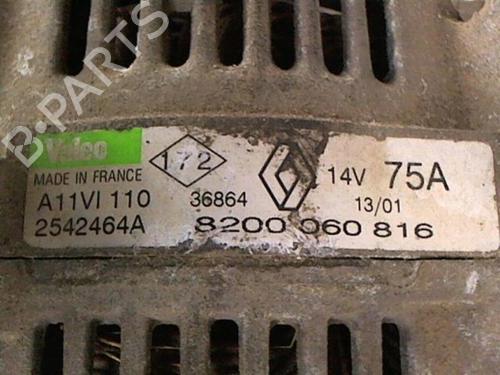 B-PARTS
Valeo
172
14V 75A
MADE IN FRANCE
A11VI 110
36864
13/01
2542464A
8200 060 816